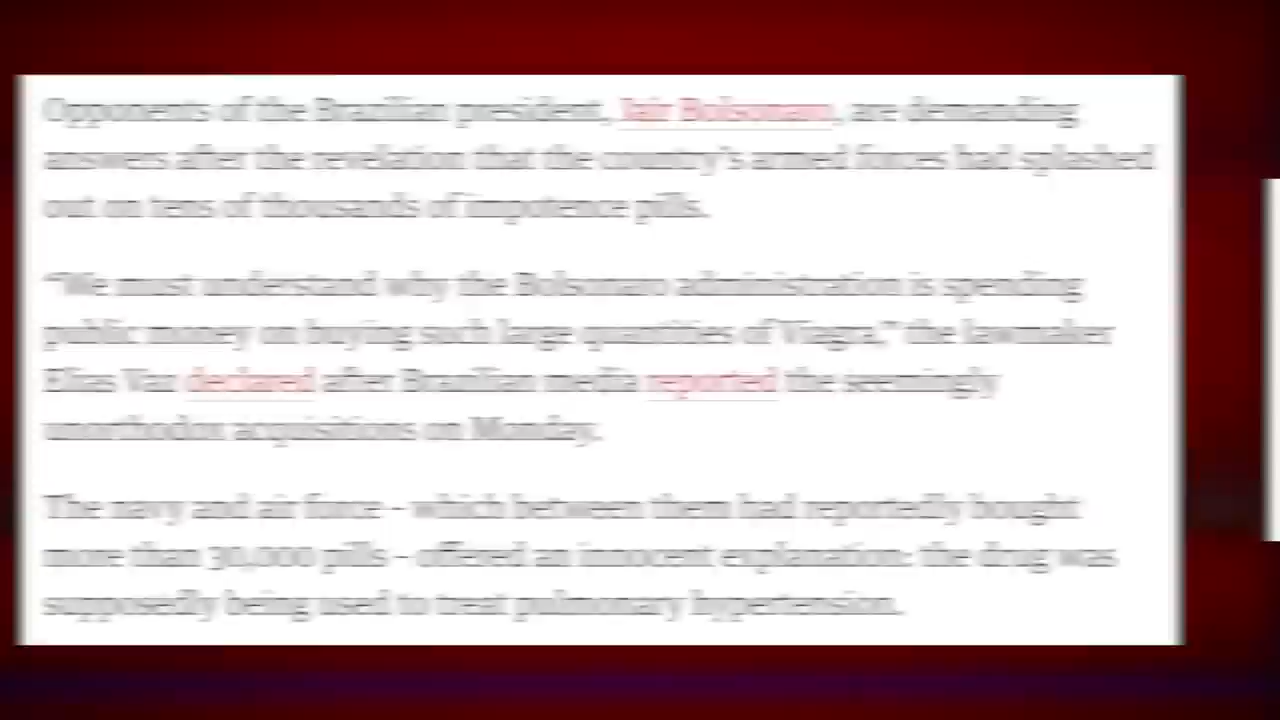 Opponents of the Brazilian president, Jair Bolsonaro, are demanding
answers after the revelation that the country's armed forces had splashed
out on tens of thousands of impotence pills.
“We must understand why the Bolsonaro administration is spending
public money on buying such large quantities of Viagra,” the lawmaker
Elias Vaz declared after Brazilian media reported the seemingly
unorthodox acquisitions on Monday.
The navy and air force - which between them had reportedly bought
more than 30,000 pills - offered an innocent explanation: the drug was
supposedly being used to treat pulmonary hypertension.